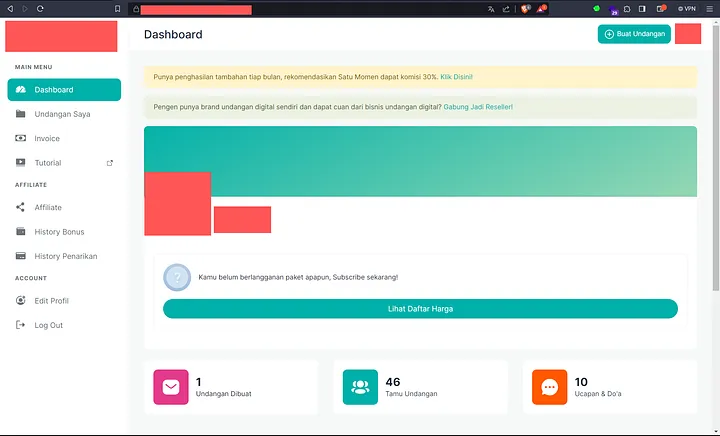 VPN
25
Dashboard
Buat Undangan
MAIN MENU
Dashboard
Undangan Saya
Invoice
Tutorial
AFFILIATE
Affiliate
History Bonus
History Penarikan
ACCOUNT
Edit Profil
Log Out
Punya penghasilan tambahan tiap bulan, rekomendasikan Satu Momen dapat komisi 30%. Klik Disini!
Pengen punya brand undangan digital sendiri dan dapat cuan dari bisnis undangan digital? Gabung Jadi Reseller!
?
Kamu belum berlangganan paket apapun, Subscribe sekarang!
Lihat Daftar Harga
1
Undangan Dibuat
46
Tamu Undangan
10
Ucapan & Do'a